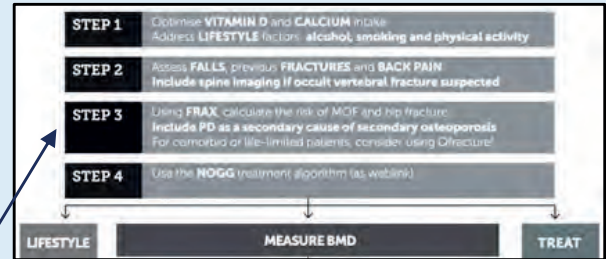 STEP 1
Optimise VITAMIN D and CALCIUM intake
Address LIFESTYLE factors: alcohol, smoking and physical activity
STEP 2
Assess FALLS, previous FRACTURES and BACK PAIN
Include spine imaging if occult vertebral fracture suspected
STEP 3
Using FRAX, calculate the risk of MOF and hip fracture
Include PD as a secondary cause of secondary osteoporosis
For comorbid or life-limited patients, consider using Qfracture!
STEP 4
Use the NOGG treatment algorithm (as weblink)
LIFESTYLE
MEASURE BMD
TREAT